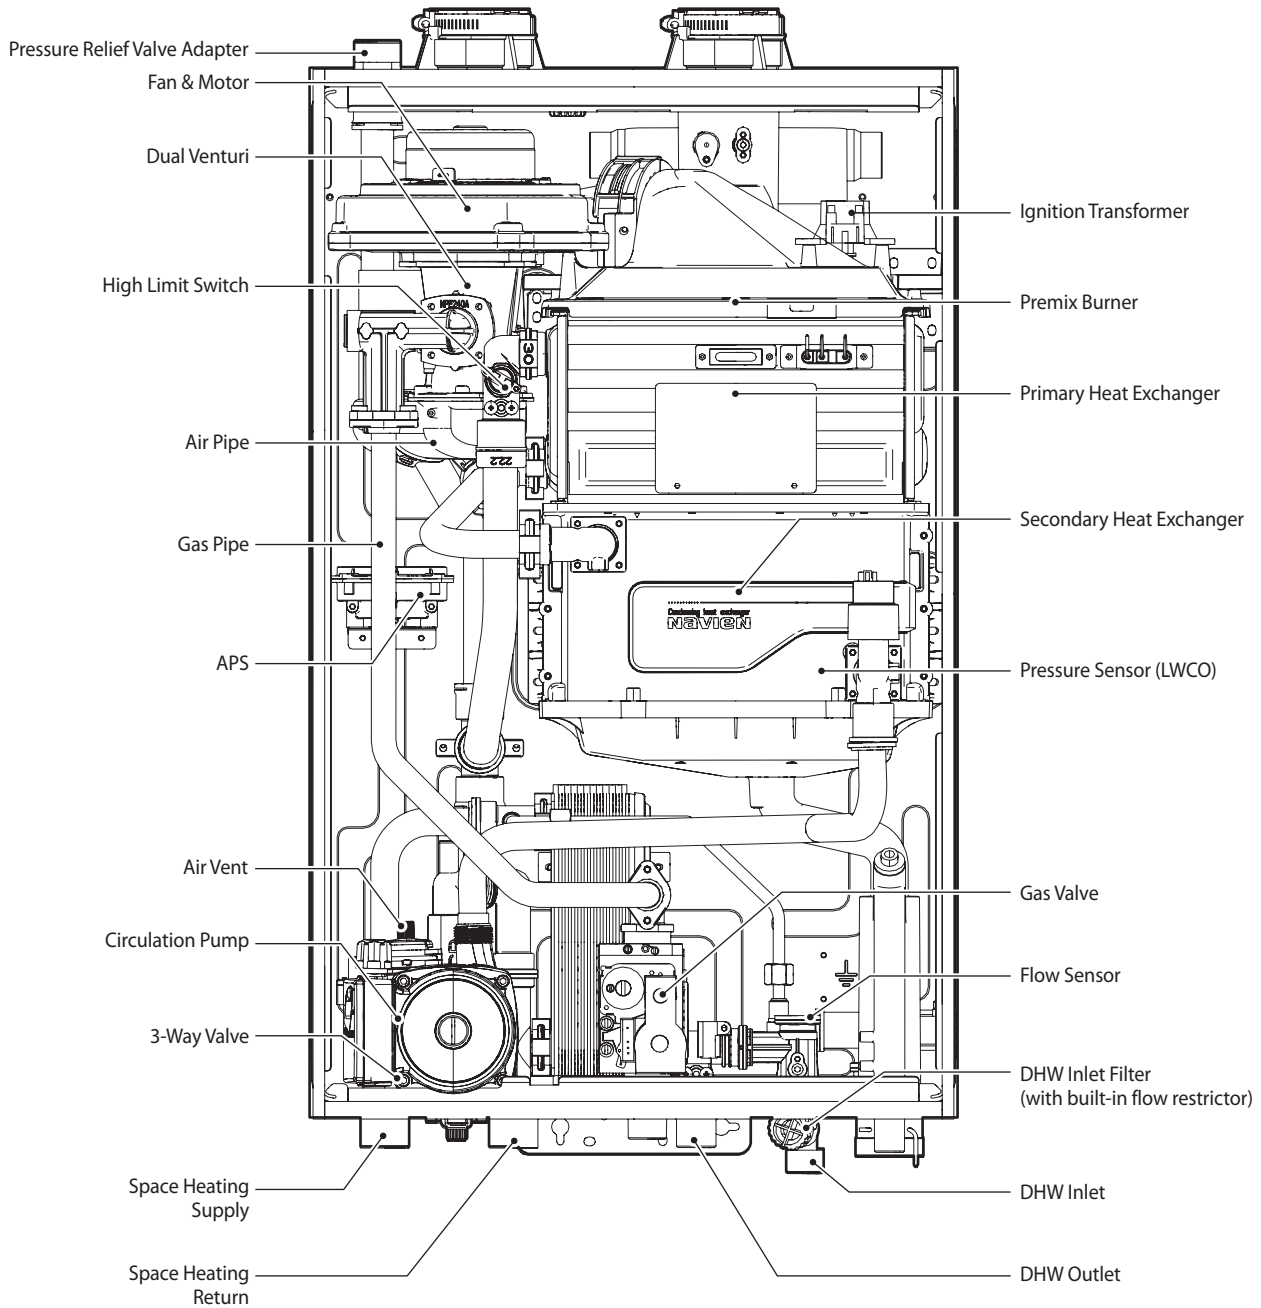 Pressure Relief Valve Adapter
Fan & Motor
Dual Venturi
High Limit Switch
Air Pipe
Gas Pipe
APS
Air Vent
Circulation Pump
3-Way Valve
Space Heating
Supply
Space Heating
Return
Ignition Transformer
Premix Burner
Primary Heat Exchanger
Secondary Heat Exchanger
Pressure Sensor (LWCO)
Gas Valve
Flow Sensor
DHW Inlet Filter
(with built-in flow restrictor)
DHW Inlet
DHW Outlet
30
22.2
Condensing heat exchanger
NAVIEN